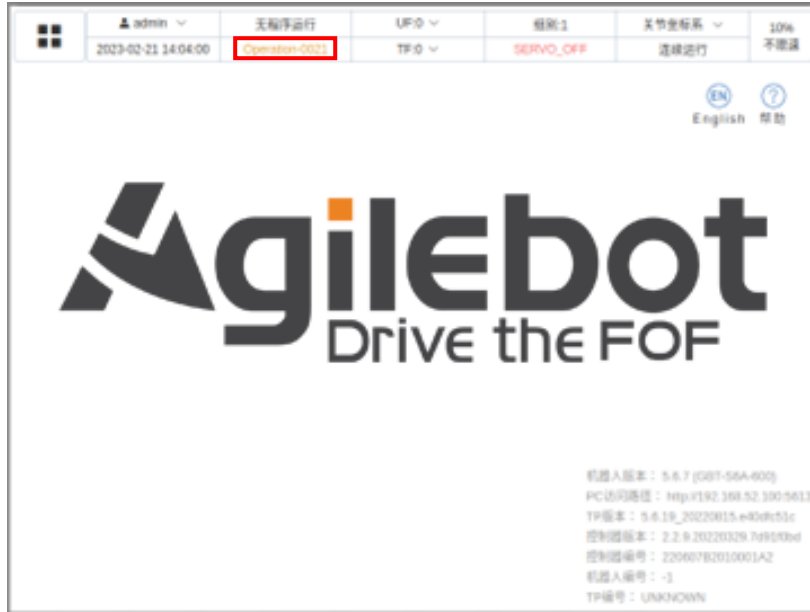 admin
无程序运行
UF:0
组别:1
关节坐标系
10%
2023-02-21 14:04:00
Operation-0021
TF:0
SERVO_OFF
连续运行
不限速
EN
?
English
帮助
Agilebot
Drive the FOF
机器人版本： 5.6.7 (GBT-S6A-600)
PC访问路径： http://192.168.52.100:5613
TP版本： 5.6.19_20220815.e40dfc51c
控制器版本： 2.2.9.20220329.7d91f0bd
控制器编号： 22060782010001A2
机器人编号： -1
TP编号： UNKNOWN